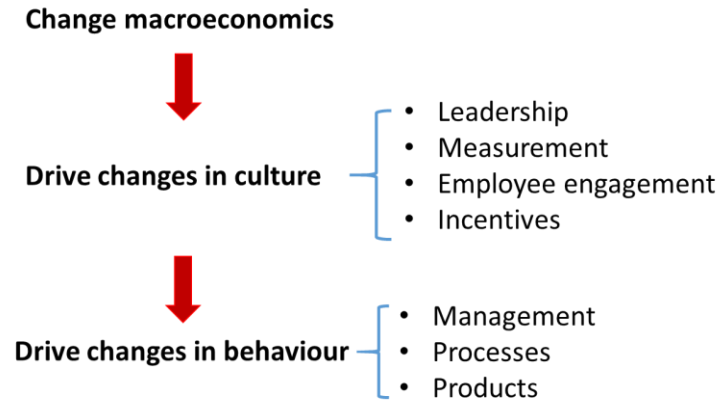 Change macroeconomics
• Leadership
• Measurement
Drive changes in culture
• Employee engagement
• Incentives
• Management
Drive changes in behaviour
• Processes
• Products